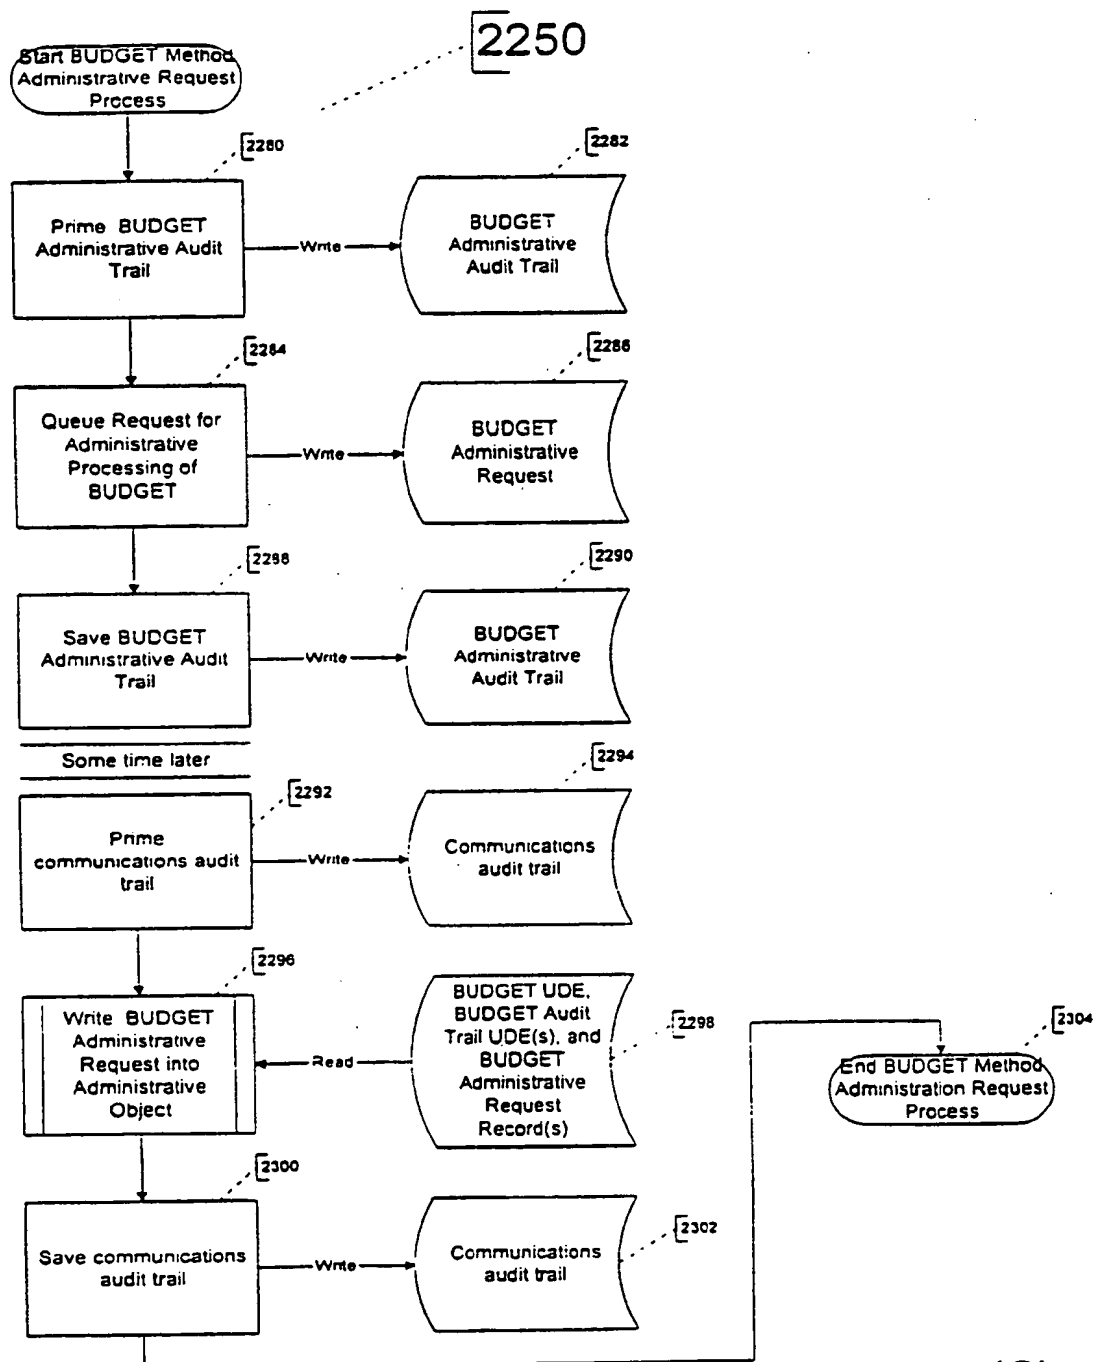 2250
Start BUDGET Method
Administrative Request
Process
2280
2282
Prime BUDGET
Administrative Audit
Trail
Write
BUDGET
Administrative
Audit Trail
2284
2286
Queue Request for
Administrative
Processing of
BUDGET
Write
BUDGET
Administrative
Request
2288
2290
Save BUDGET
Administrative Audit
Trail
Write
BUDGET
Administrative
Audit Trail
Some time later
2292
2294
Prime
communications audit
trail
Write
Communications
audit trail
2296
Write BUDGET
Administrative
Request into
Administrative
Object
Read
BUDGET UDE,
BUDGET Audit
Trail UDE(s), and
BUDGET
Administrative
Request
Record(s)
2298
2304
End BUDGET Method
Administration Request
Process
2300
Save communications
audit trail
Write
Communications
audit trail
2302